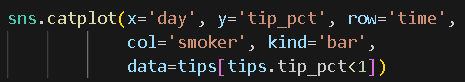 sns.catplot(x='day', y='tip_pct', row='time',
            col='smoker', kind='bar',
            data=tips[tips.tip_pct<1])